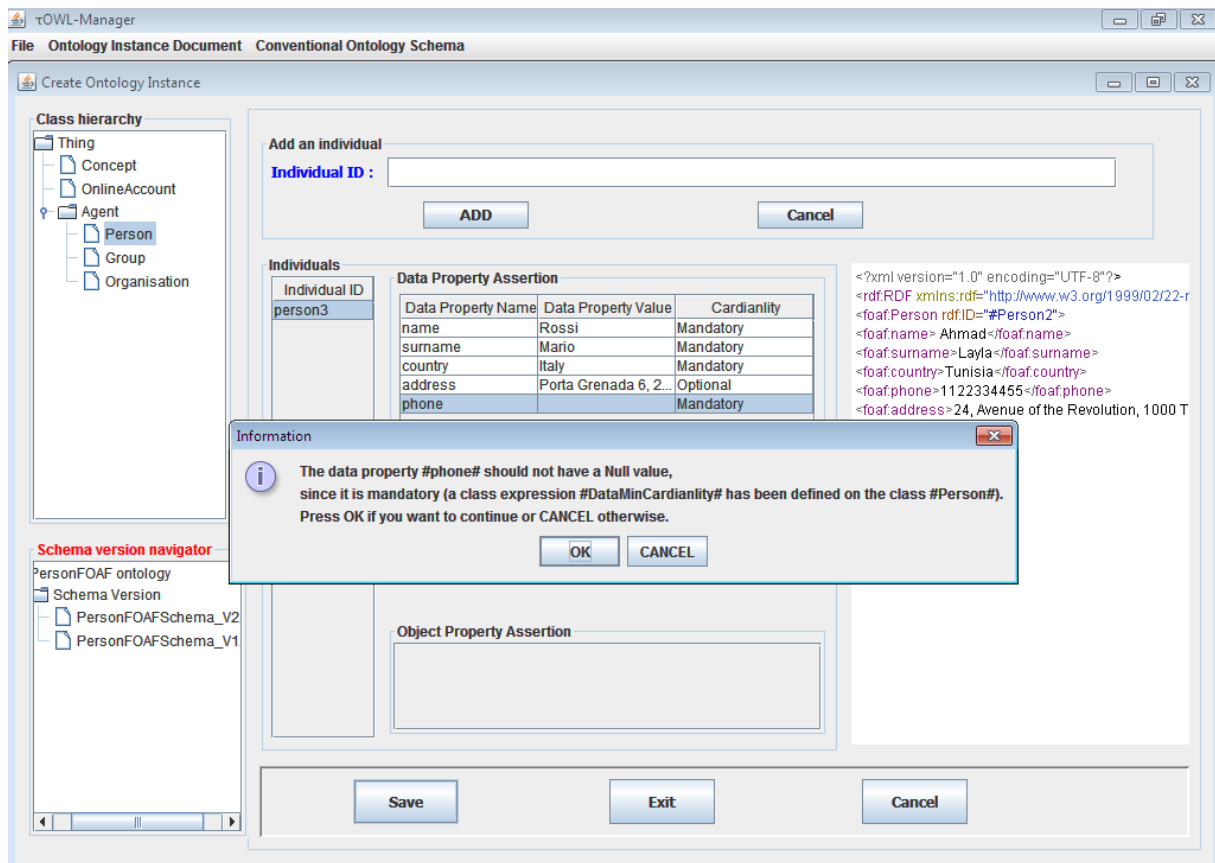 τOWL-Manager
File Ontology Instance Document Conventional Ontology Schema
Create Ontology Instance
Class hierarchy
Thing
Concept
OnlineAccount
Agent
Person
Group
Organisation
Schema version navigator
PersonFOAF ontology
Schema Version
PersonFOAFSchema_V2
PersonFOAFSchema_V1
Add an individual
Individual ID :
ADD Cancel
Individuals
Individual ID
person3
Data Property Assertion
Data Property Name Data Property Value Cardianlity
name Rossi Mandatory
surname Mario Mandatory
country Italy Mandatory
address Porta Grenada 6, 2... Optional
phone Mandatory
<?xml version="1.0" encoding="UTF-8"?>
<rdf:RDF xmlns:rdf="http://www.w3.org/1999/02/22-r
<foaf:Person rdf:ID="#Person2">
<foaf:name> Ahmad</foaf:name>
<foaf:surname>Layla</foaf:surname>
<foaf:country>Tunisia</foaf:country>
<foaf:phone>1122334455</foaf:phone>
<foaf:address>24, Avenue of the Revolution, 1000 T
Information
The data property #phone# should not have a Null value,
since it is mandatory (a class expression #DataMinCardianlity# has been defined on the class #Person#).
Press OK if you want to continue or CANCEL otherwise.
OK CANCEL
Object Property Assertion
Save Exit Cancel